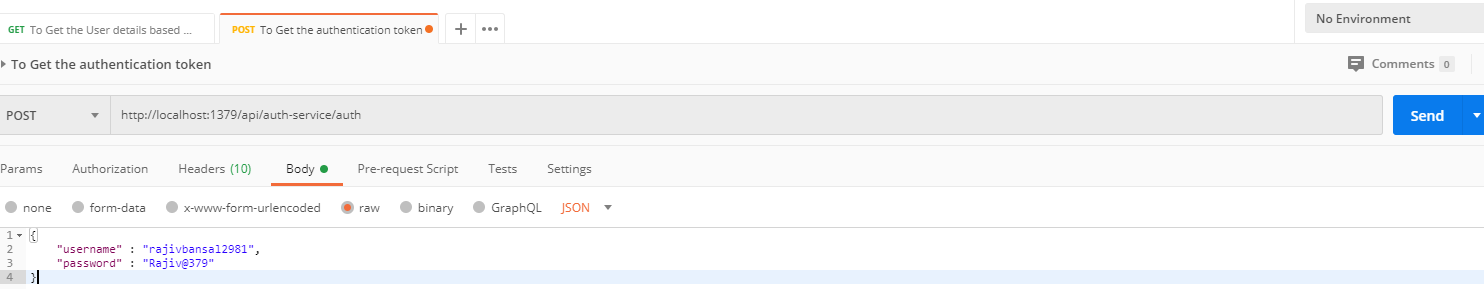 GET To Get the User details based ... POST To Get the authentication token + ••• No Environment
To Get the authentication token Comments 0
POST http://localhost:1379/api/auth-service/auth Send
Params Authorization Headers (10) Body Pre-request Script Tests Settings
none form-data x-www-form-urlencoded raw binary GraphQL JSON
1 {
2 "username" : "rajivbansal2981",
3 "password" : "Rajiv@379"
4 }